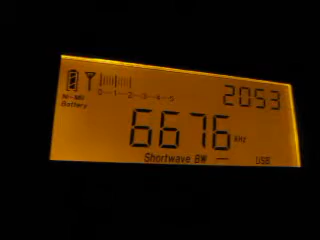 2053
0-1-2-3-4-5
Ni-MH
Battery
6676 kHz
Shortwave BW USB